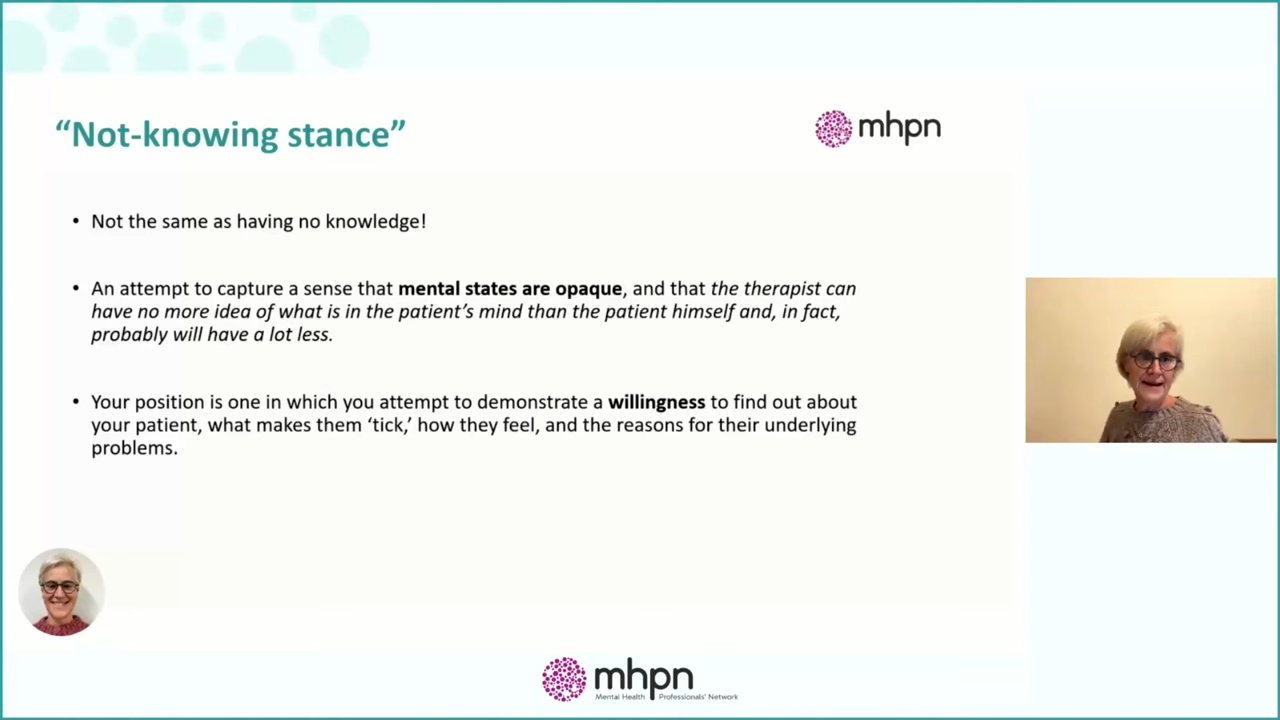 “Not-knowing stance”
mhpn
• Not the same as having no knowledge!
• An attempt to capture a sense that mental states are opaque, and that the therapist can
have no more idea of what is in the patient’s mind than the patient himself and, in fact,
probably will have a lot less.
• Your position is one in which you attempt to demonstrate a willingness to find out about
your patient, what makes them ‘tick,’ how they feel, and the reasons for their underlying
problems.
mhpn
Mental Health Professionals’ Network